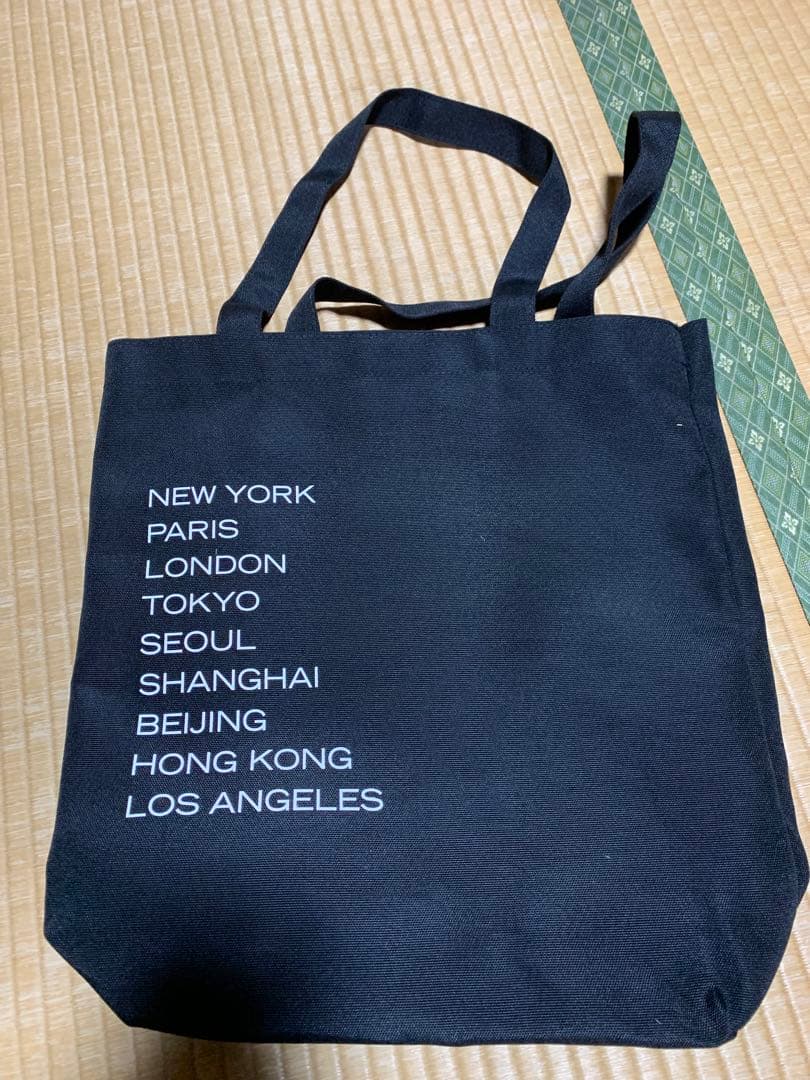 NEW YORK
PARIS
LONDON
TOKYO
SEOUL
SHANGHAI
BEIJING
HONG KONG
LOS ANGELES